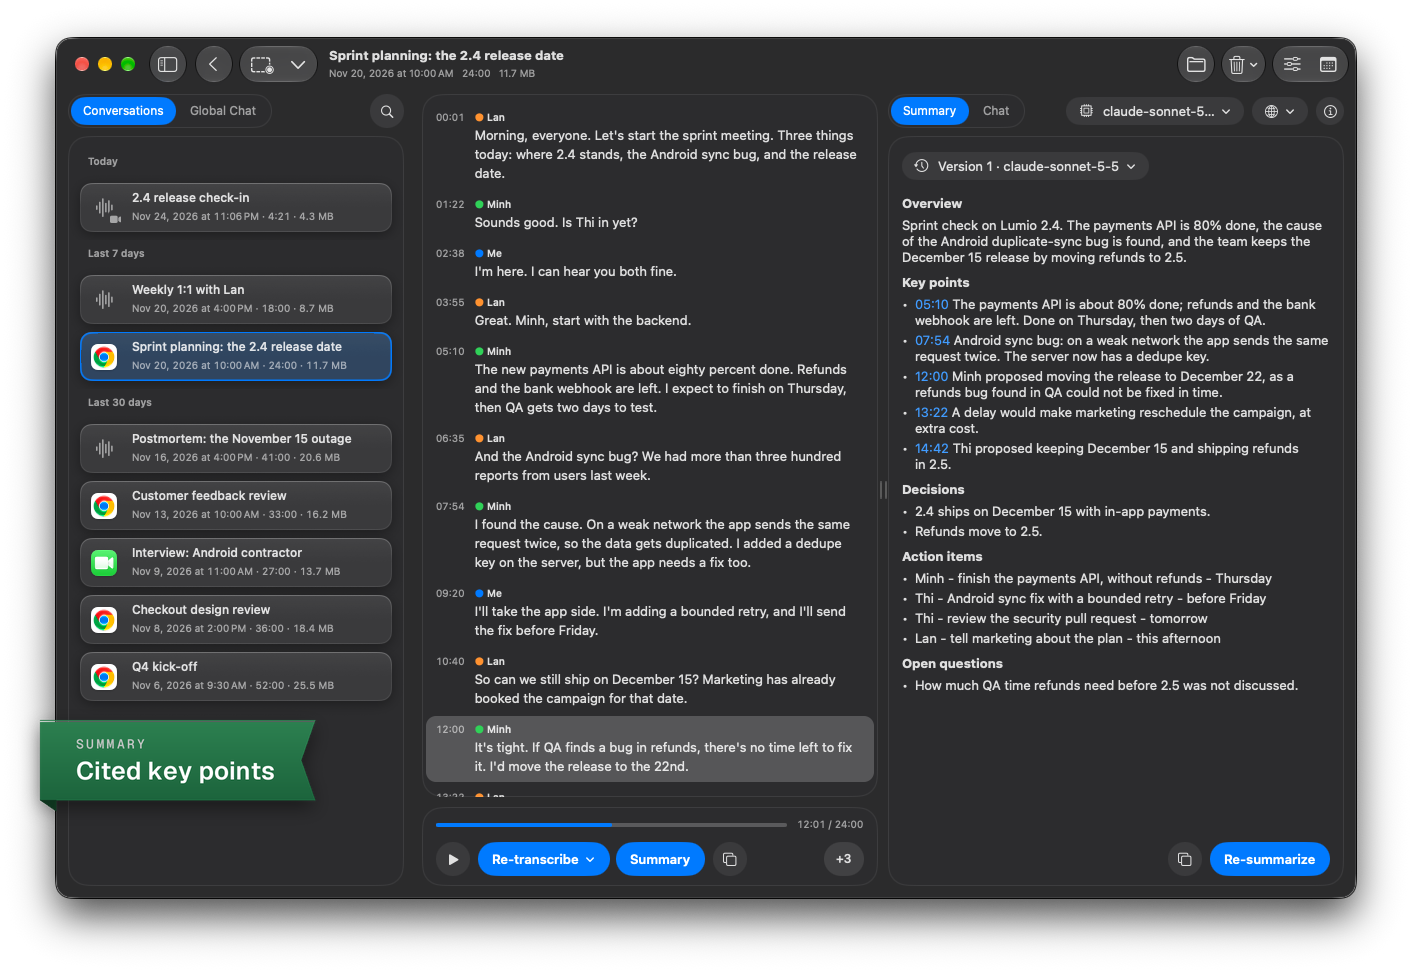 Sprint planning: the 2.4 release date
Nov 20, 2026 at 10:00 AM 24:00 11.7 MB
Conversations
Global Chat
Today
2.4 release check-in
Nov 24, 2026 at 11:06 PM · 4:21 · 4.3 MB
Last 7 days
Weekly 1:1 with Lan
Nov 20, 2026 at 4:00 PM · 18:00 · 8.7 MB
Sprint planning: the 2.4 release date
Nov 20, 2026 at 10:00 AM · 24:00 · 11.7 MB
Last 30 days
Postmortem: the November 15 outage
Nov 16, 2026 at 4:00 PM · 41:00 · 20.6 MB
Customer feedback review
Nov 13, 2026 at 10:00 AM · 33:00 · 16.2 MB
Interview: Android contractor
Nov 9, 2026 at 11:00 AM · 27:00 · 13.7 MB
Checkout design review
Nov 8, 2026 at 2:00 PM · 36:00 · 18.4 MB
Q4 kick-off
Nov 6, 2026 at 9:30 AM · 52:00 · 25.5 MB
SUMMARY
Cited key points
00:01 Lan
Morning, everyone. Let's start the sprint meeting. Three things
today: where 2.4 stands, the Android sync bug, and the release
date.
01:22 Minh
Sounds good. Is Thi in yet?
02:38 Me
I'm here. I can hear you both fine.
03:55 Lan
Great. Minh, start with the backend.
05:10 Minh
The new payments API is about eighty percent done. Refunds
and the bank webhook are left. I expect to finish on Thursday,
then QA gets two days to test.
06:35 Lan
And the Android sync bug? We had more than three hundred
reports from users last week.
07:54 Minh
I found the cause. On a weak network the app sends the same
request twice, so the data gets duplicated. I added a dedupe
key on the server, but the app needs a fix too.
09:20 Me
I'll take the app side. I'm adding a bounded retry, and I'll send
the fix before Friday.
10:40 Lan
So can we still ship on December 15? Marketing has already
booked the campaign for that date.
12:00 Minh
It's tight. If QA finds a bug in refunds, there's no time left to fix
it. I'd move the release to the 22nd.
13:22 Lan
12:01 / 24:00
Re-transcribe
Summary
+3
Summary
Chat
claude-sonnet-5...
Version 1 · claude-sonnet-5-5
Overview
Sprint check on Lumio 2.4. The payments API is 80% done, the cause
of the Android duplicate-sync bug is found, and the team keeps the
December 15 release by moving refunds to 2.5.
Key points
• 05:10 The payments API is about 80% done; refunds and the bank
webhook are left. Done on Thursday, then two days of QA.
• 07:54 Android sync bug: on a weak network the app sends the same
request twice. The server now has a dedupe key.
• 12:00 Minh proposed moving the release to December 22, as a
refunds bug found in QA could not be fixed in time.
• 13:22 A delay would make marketing reschedule the campaign, at
extra cost.
• 14:42 Thi proposed keeping December 15 and shipping refunds
in 2.5.
Decisions
• 2.4 ships on December 15 with in-app payments.
• Refunds move to 2.5.
Action items
• Minh - finish the payments API, without refunds - Thursday
• Thi - Android sync fix with a bounded retry - before Friday
• Thi - review the security pull request - tomorrow
• Lan - tell marketing about the plan - this afternoon
Open questions
• How much QA time refunds need before 2.5 was not discussed.
Re-summarize